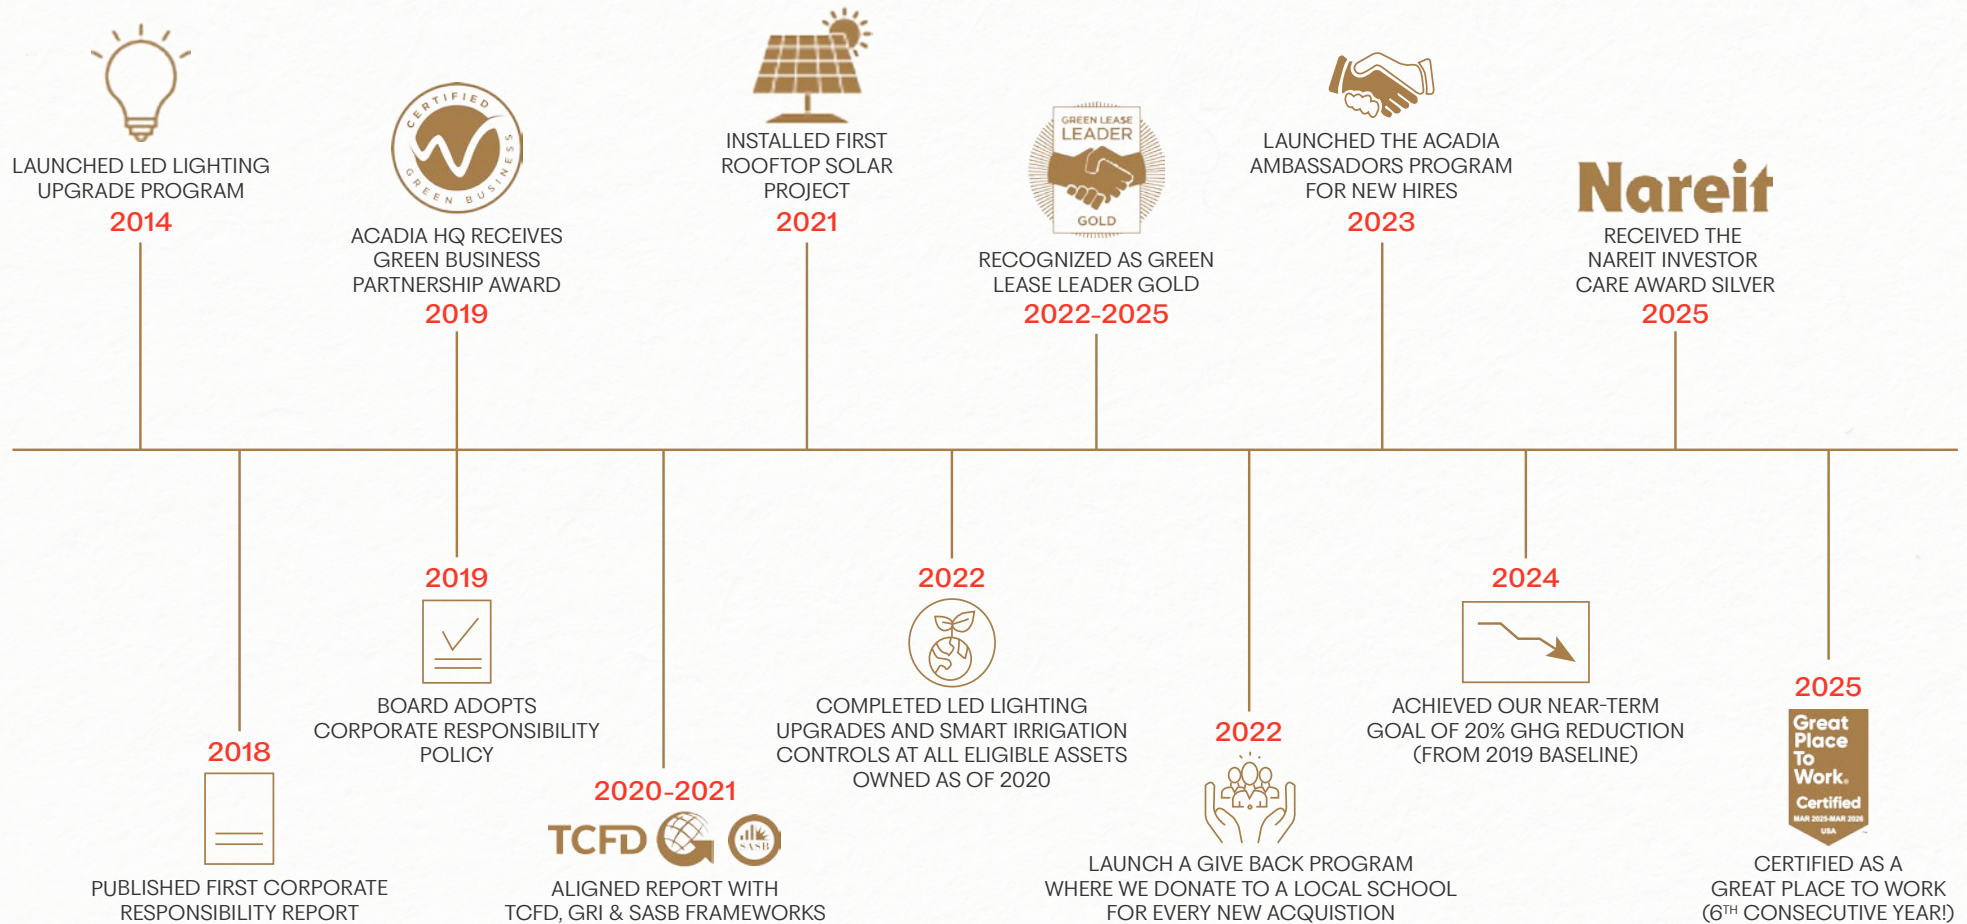 LAUNCHED LED LIGHTING
UPGRADE PROGRAM
2014
CERTIFIED
GREEN BUSINESS
ACADIA HQ RECEIVES
GREEN BUSINESS
PARTNERSHIP AWARD
2019
INSTALLED FIRST
ROOFTOP SOLAR
PROJECT
2021
GREEN LEASE
LEADER
GOLD
RECOGNIZED AS GREEN
LEASE LEADER GOLD
2022-2025
LAUNCHED THE ACADIA
AMBASSADORS PROGRAM
FOR NEW HIRES
2023
Nareit
RECEIVED THE
NAREIT INVESTOR
CARE AWARD SILVER
2025
2018
PUBLISHED FIRST CORPORATE
RESPONSIBILITY REPORT
2019
BOARD ADOPTS
CORPORATE RESPONSIBILITY
POLICY
2020-2021
TCFD
SASB
ALIGNED REPORT WITH
TCFD, GRI & SASB FRAMEWORKS
2022
COMPLETED LED LIGHTING
UPGRADES AND SMART IRRIGATION
CONTROLS AT ALL ELIGIBLE ASSETS
OWNED AS OF 2020
2022
LAUNCH A GIVE BACK PROGRAM
WHERE WE DONATE TO A LOCAL SCHOOL
FOR EVERY NEW ACQUISTION
2024
ACHIEVED OUR NEAR-TERM
GOAL OF 20% GHG REDUCTION
(FROM 2019 BASELINE)
2025
Great
Place
To
Work.
Certified
MAR 2025-MAR 2026
USA
CERTIFIED AS A
GREAT PLACE TO WORK
(6TH CONSECUTIVE YEAR!)